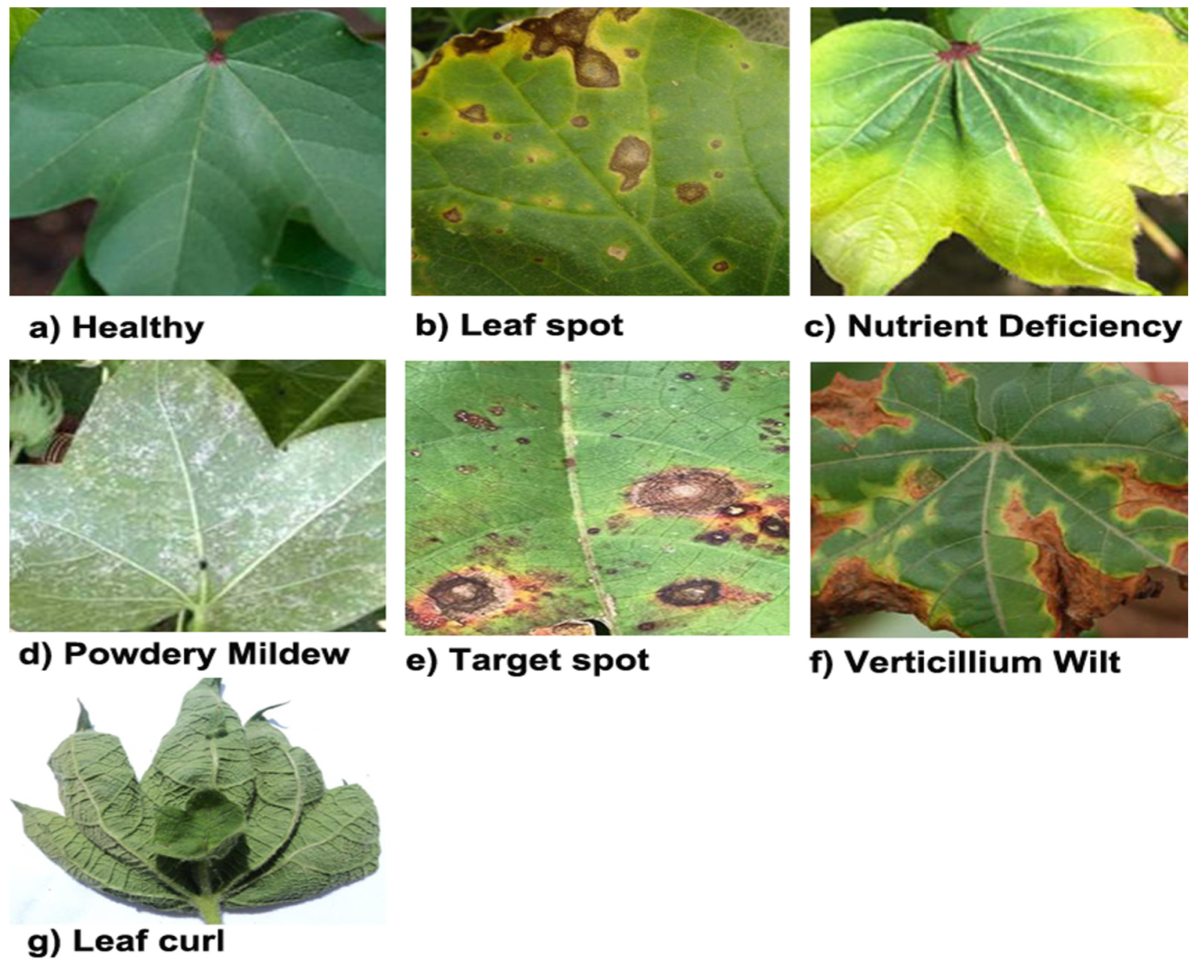 a) Healthy
b) Leaf spot
c) Nutrient Deficiency
d) Powdery Mildew
e) Target spot
f) Verticillium Wilt
g) Leaf curl